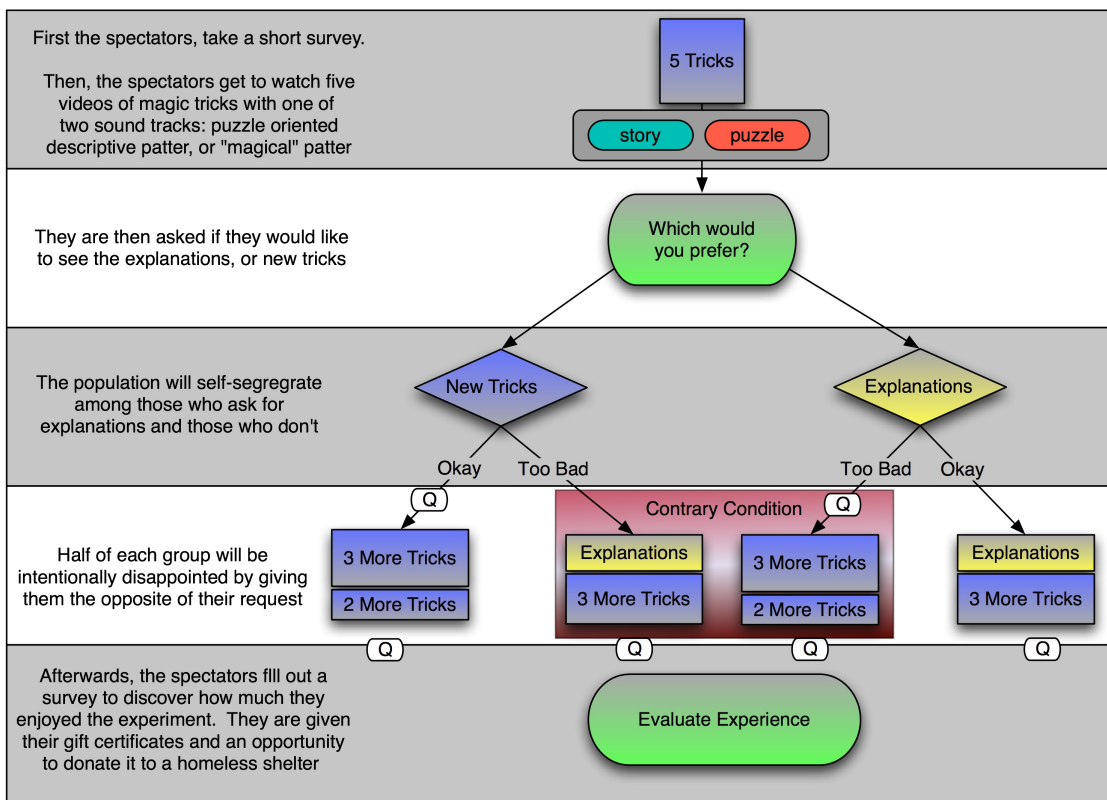 First the spectators, take a short survey.
Then, the spectators get to watch five
videos of magic tricks with one of
two sound tracks: puzzle oriented
descriptive patter, or "magical" patter
5 Tricks
story
puzzle
They are then asked if they would like
to see the explanations, or new tricks
Which would
you prefer?
The population will self-segregrate
among those who ask for
explanations and those who don't
New Tricks
Explanations
Okay
Too Bad
Too Bad
Okay
Q
Q
Half of each group will be
intentionally disappointed by giving
them the opposite of their request
Contrary Condition
3 More Tricks
2 More Tricks
Explanations
3 More Tricks
3 More Tricks
2 More Tricks
Explanations
3 More Tricks
Q
Q
Q
Q
Afterwards, the spectators fIll out a
survey to discover how much they
enjoyed the experiment. They are given
their gift certificates and an opportunity
to donate it to a homeless shelter
Evaluate Experience